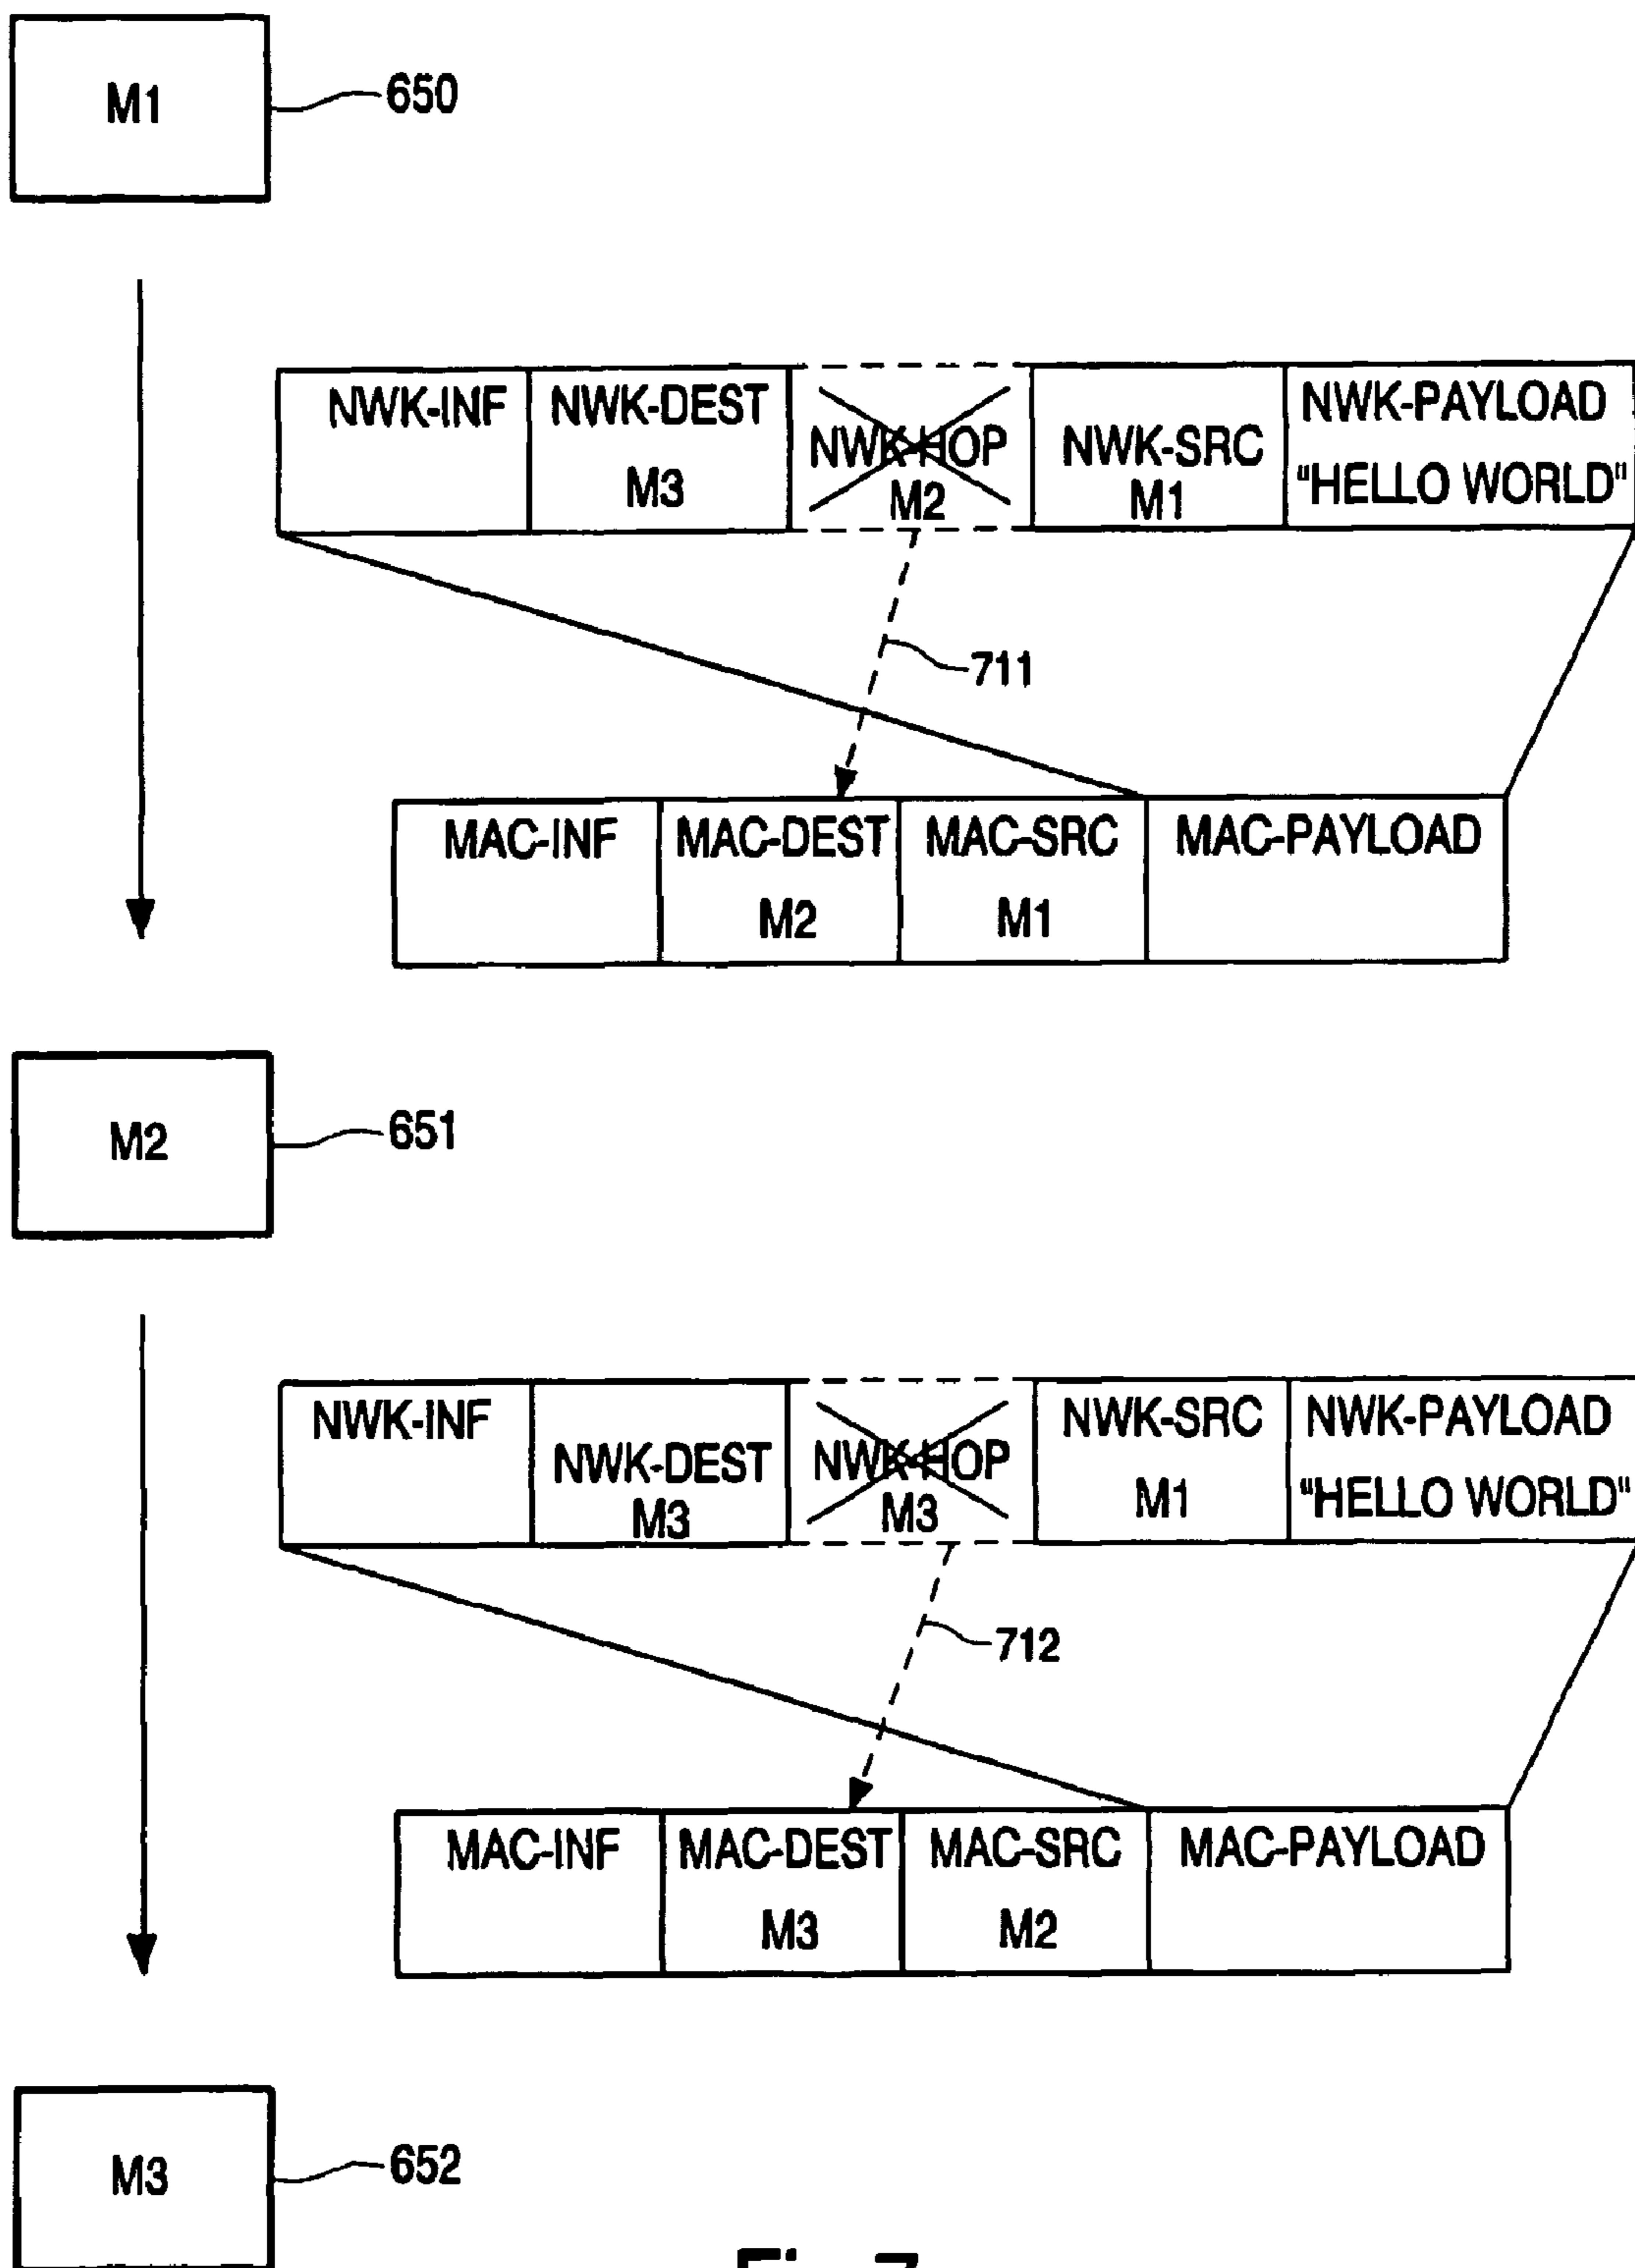 M1
650
NWK-INF NWK-DEST M3 NWK-HOP M2 NWK-SRC M1 NWK-PAYLOAD "HELLO WORLD"
711
MAC-INF MAC-DEST M2 MAC-SRC M1 MAC-PAYLOAD
M2
651
NWK-INF NWK-DEST M3 NWK-HOP M3 NWK-SRC M1 NWK-PAYLOAD "HELLO WORLD"
712
MAC-INF MAC-DEST M3 MAC-SRC M2 MAC-PAYLOAD
M3
652